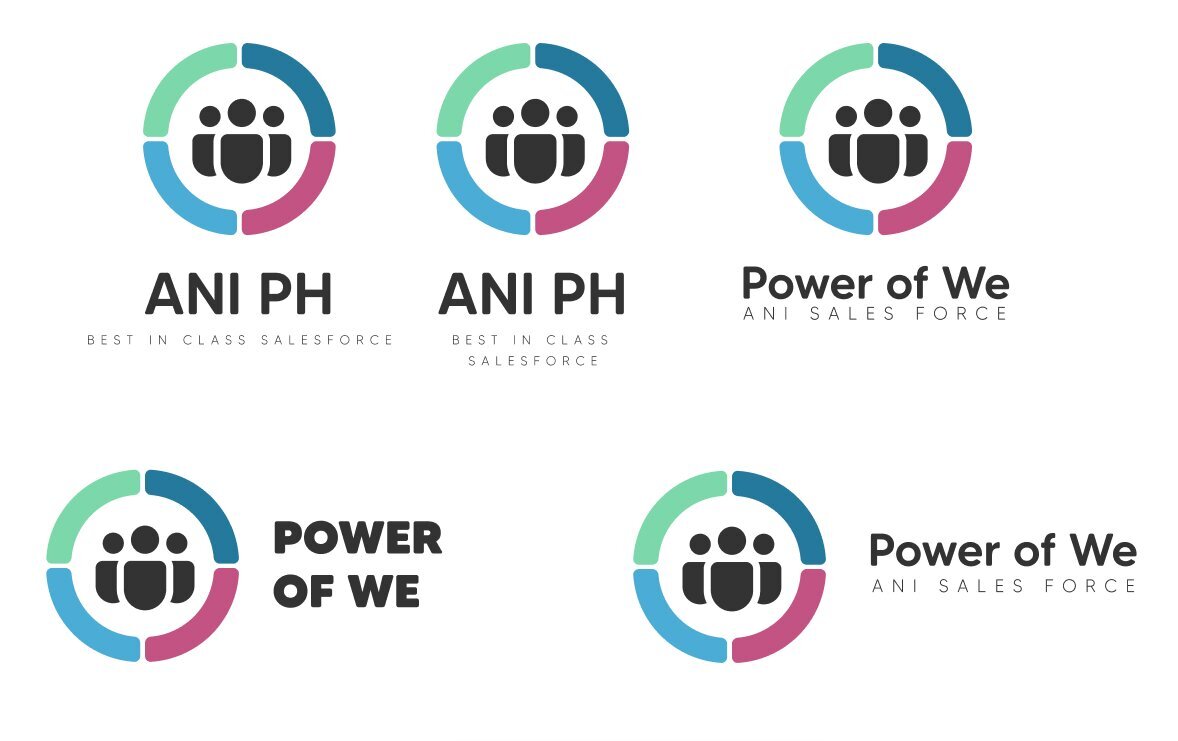 ANI PH
BEST IN CLASS SALESFORCE
ANI PH
BEST IN CLASS
SALESFORCE
Power of We
ANI SALES FORCE
POWER
OF WE
Power of We
ANI SALES FORCE